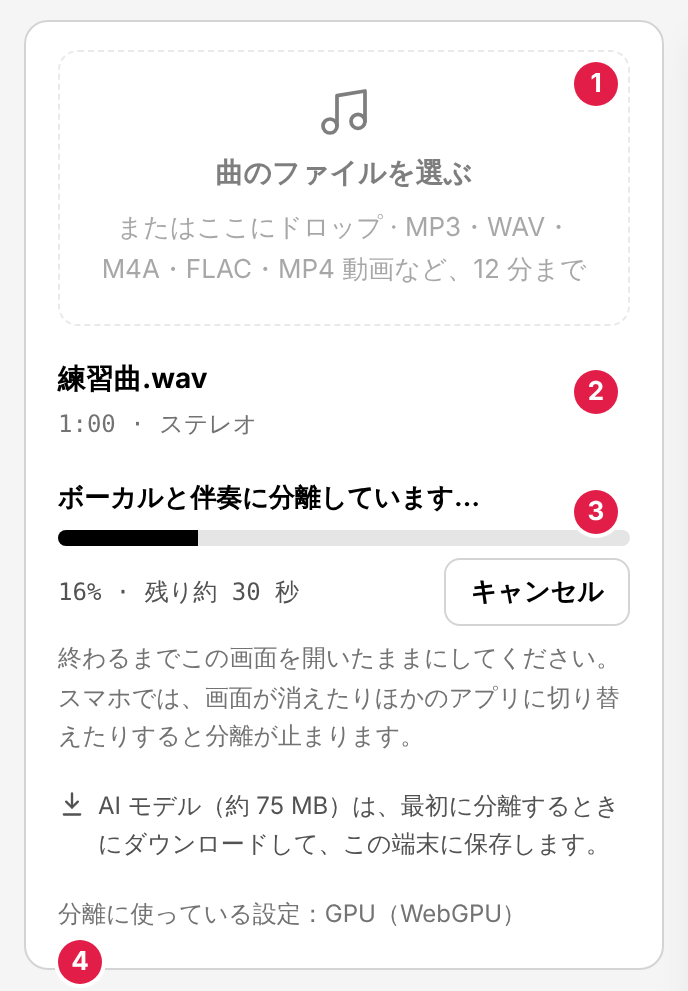 1
曲のファイルを選ぶ
またはここにドロップ · MP3・WAV・
M4A・FLAC・MP4 動画など、12 分まで
練習曲.wav
2
1:00 · ステレオ
ボーカルと伴奏に分離しています…
3
16% · 残り約 30 秒
キャンセル
終わるまでこの画面を開いたままにしてください。
スマホでは、画面が消えたりほかのアプリに切り替
えたりすると分離が止まります。
AI モデル（約 75 MB）は、最初に分離するとき
にダウンロードして、この端末に保存します。
分離に使っている設定：GPU（WebGPU）
4